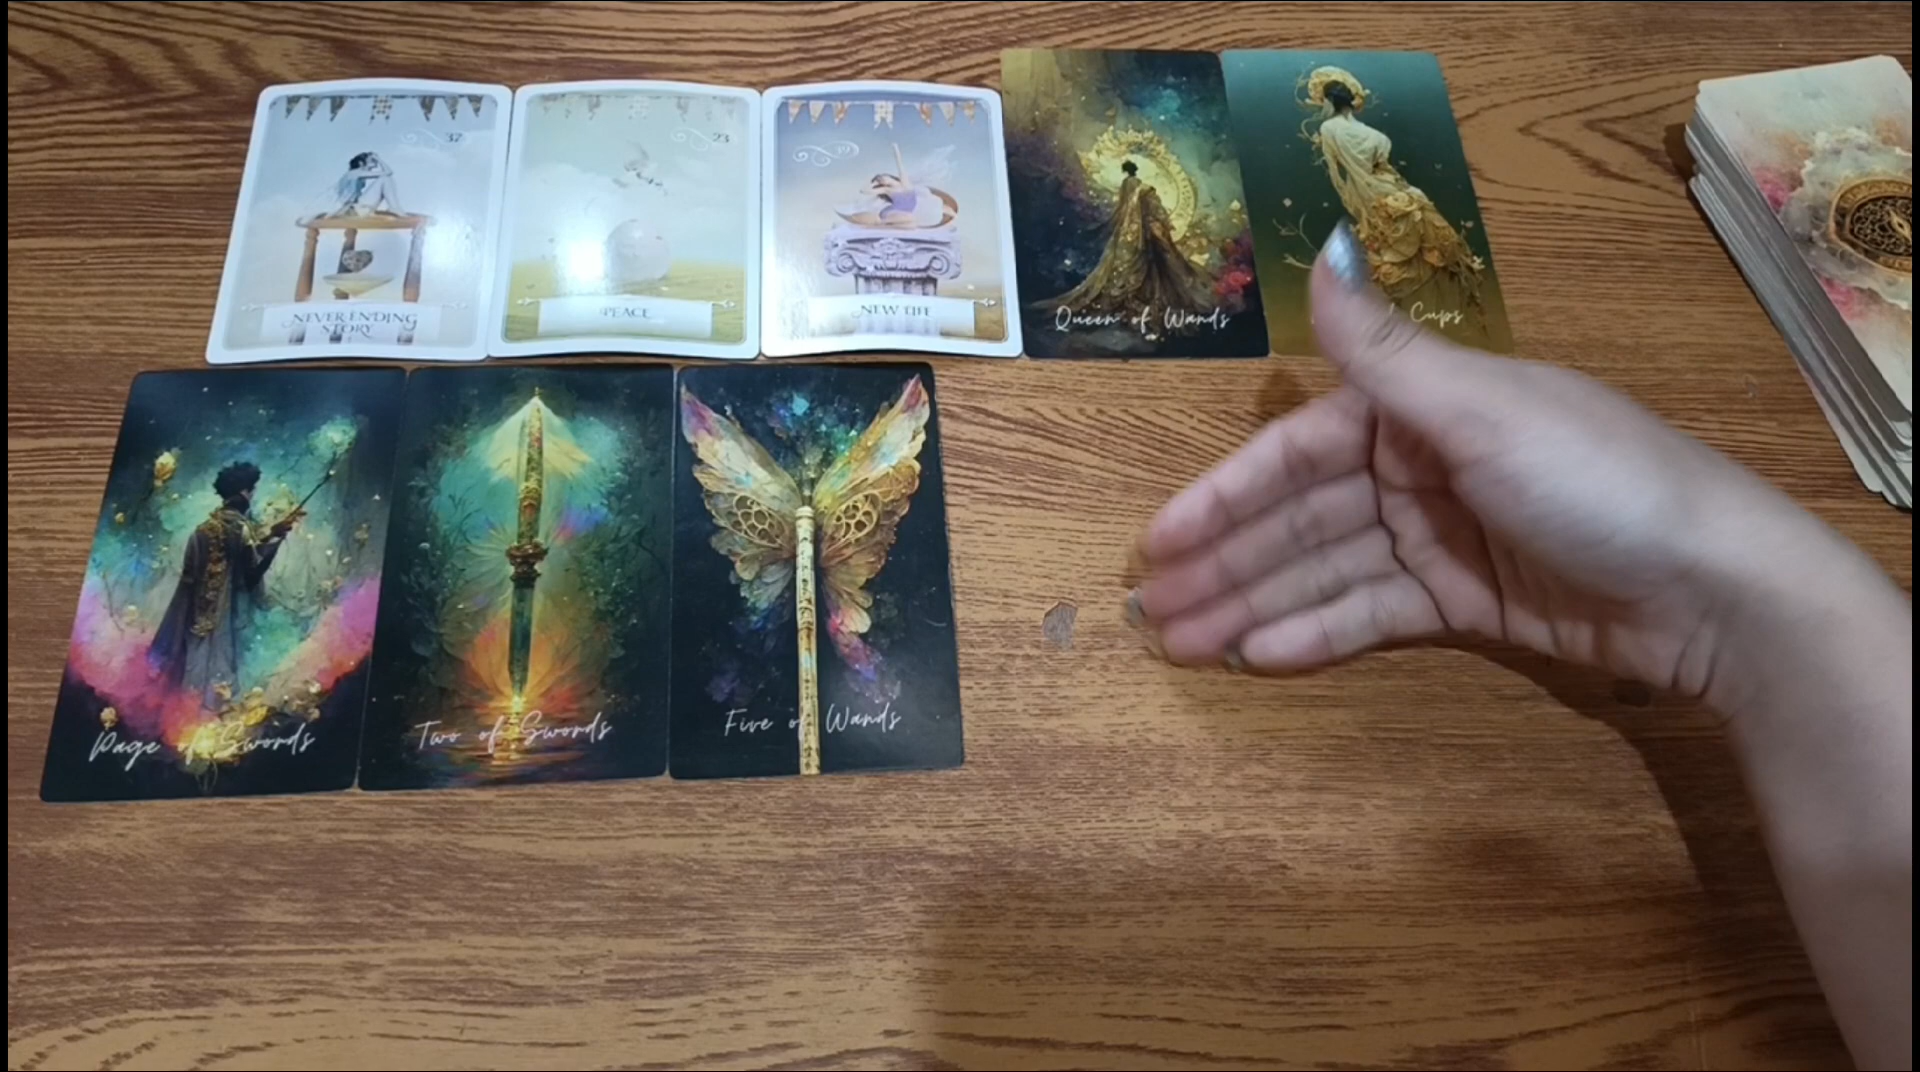 37
NEVER ENDING
STORY
23
PEACE
39
NEW LIFE
Queen of Wands
Cups
Page of Swords
Two of Swords
Five of Wands